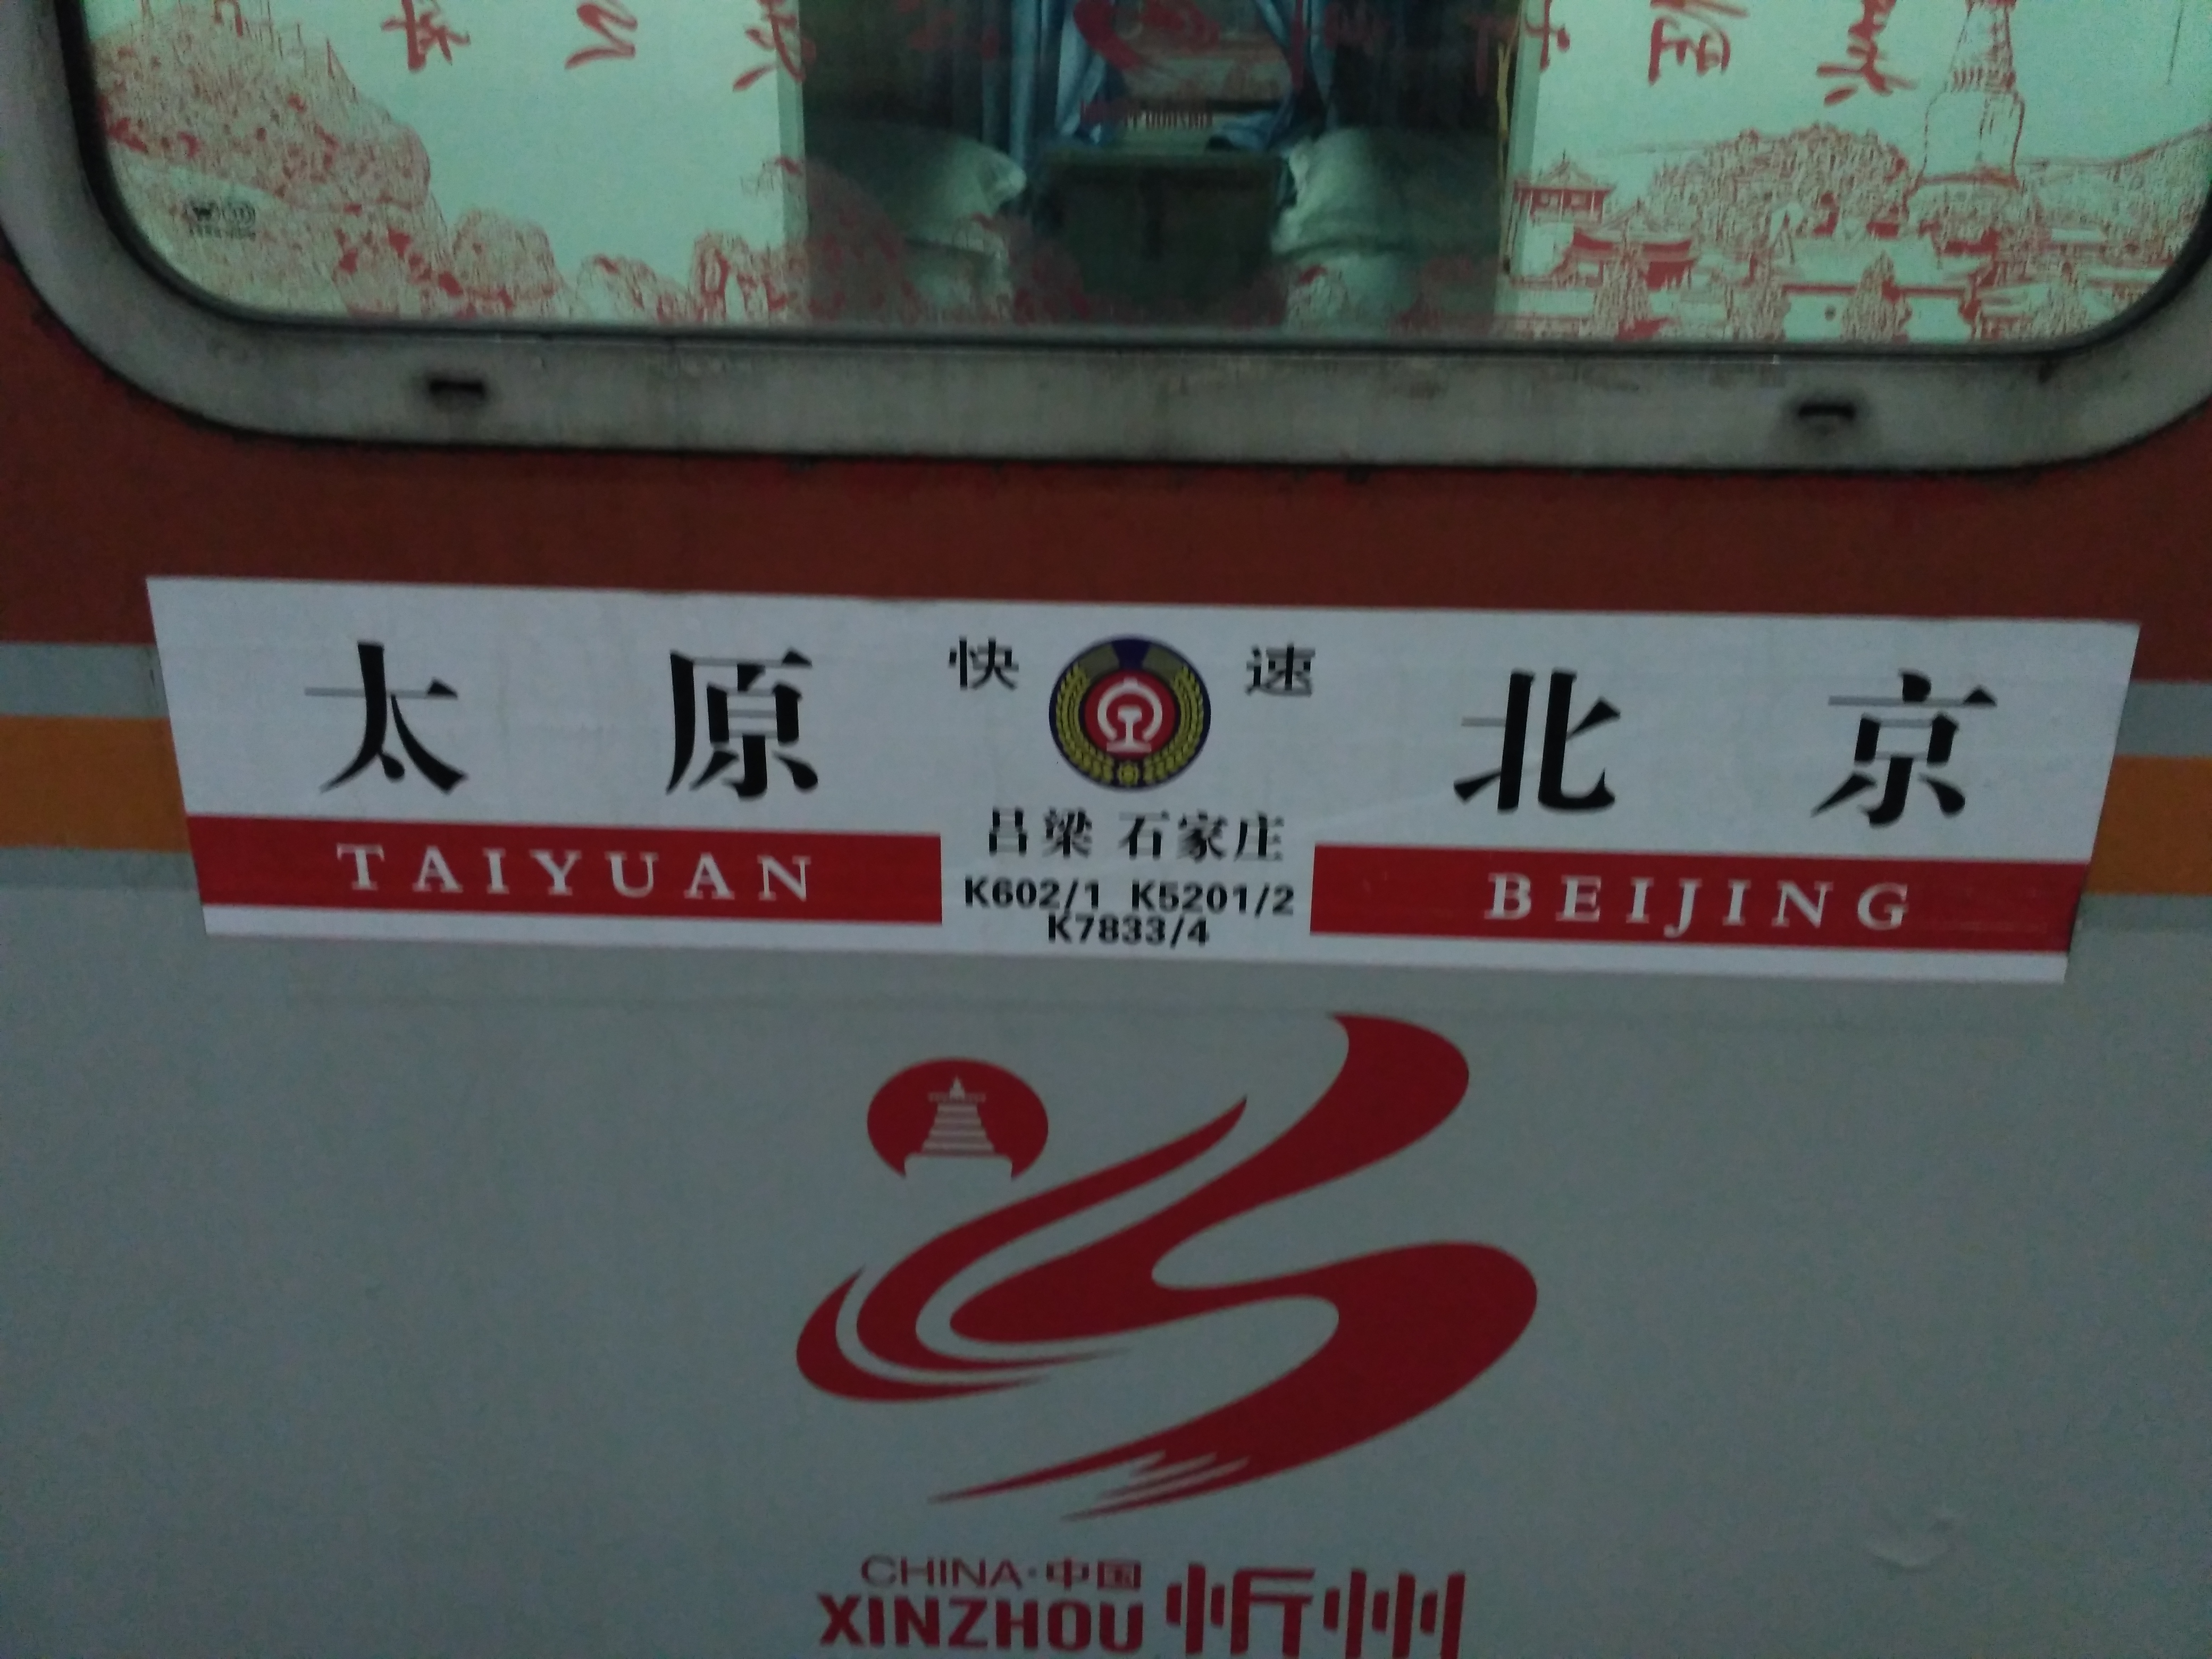 太原 快速 北京
TAIYUAN 吕梁 石家庄 BEIJING
K602/1 K5201/2
K7833/4
CHINA·中国
XINZHOU 忻州